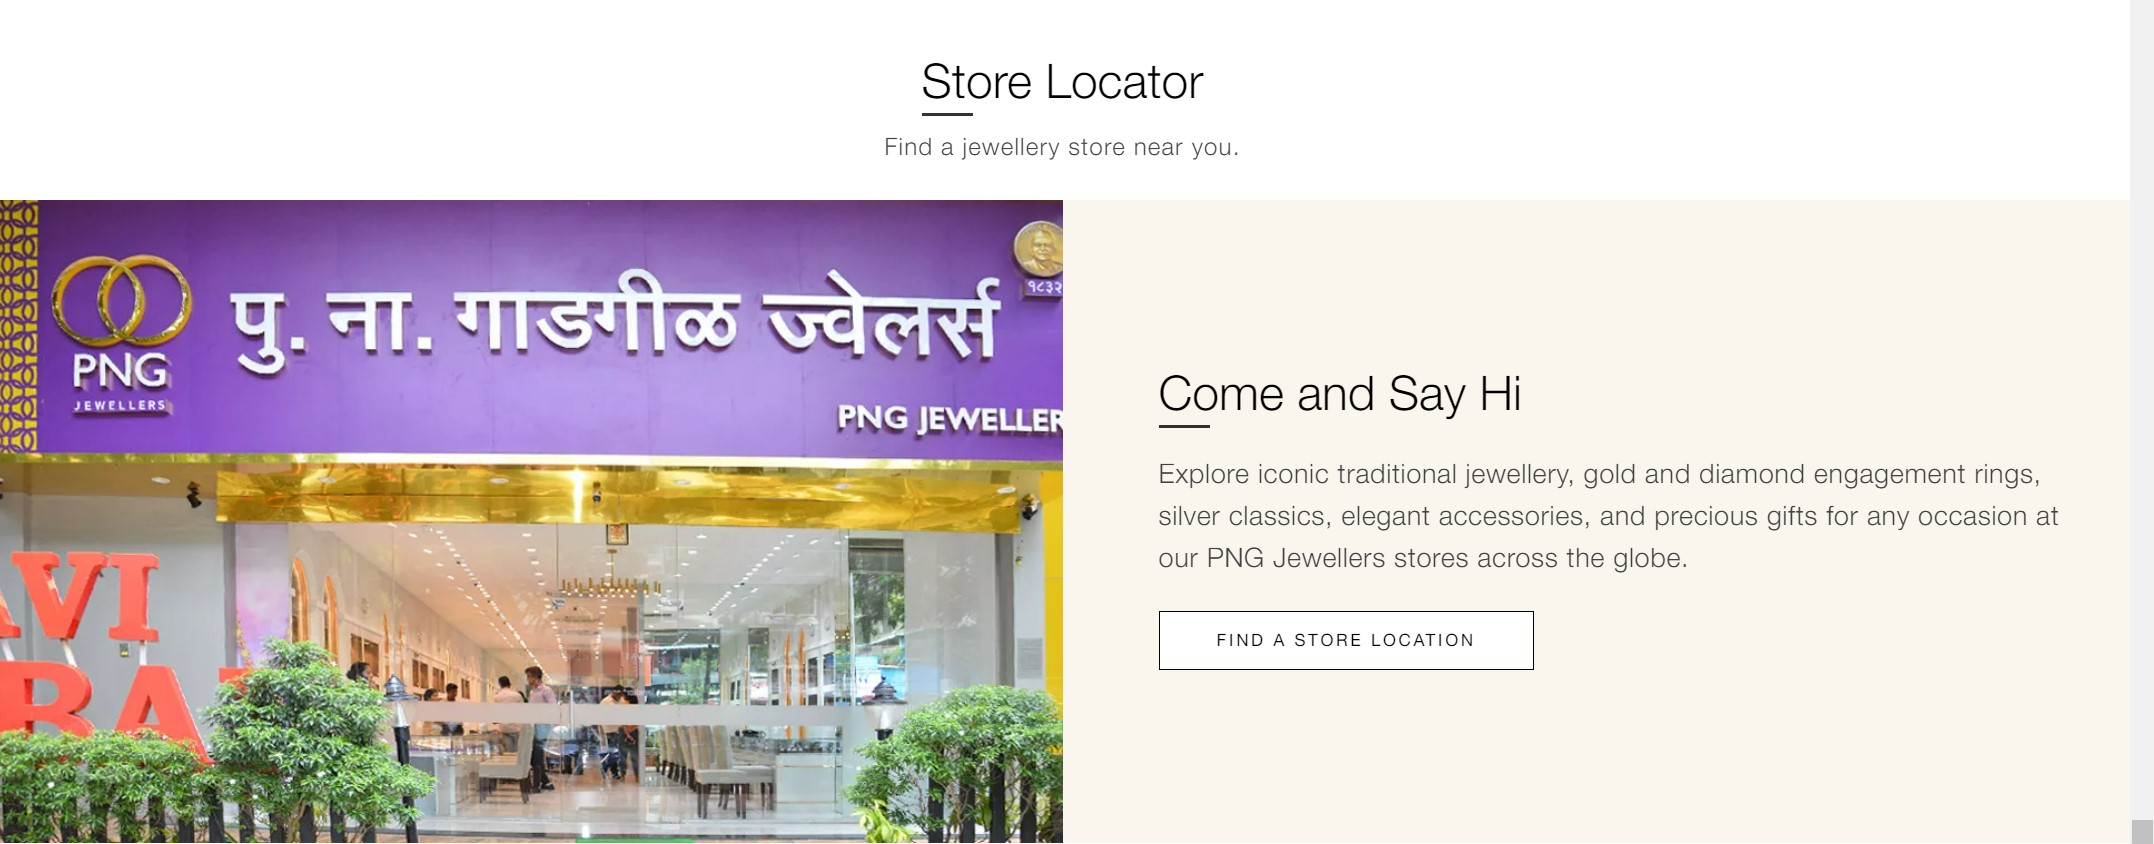 Store Locator
Find a jewellery store near you.
पु. ना. गाडगीळ ज्वेलर्स
१८३२
PNG
JEWELLERS
PNG JEWELLER
AVI
BA
Come and Say Hi
Explore iconic traditional jewellery, gold and diamond engagement rings,
silver classics, elegant accessories, and precious gifts for any occasion at
our PNG Jewellers stores across the globe.
FIND A STORE LOCATION